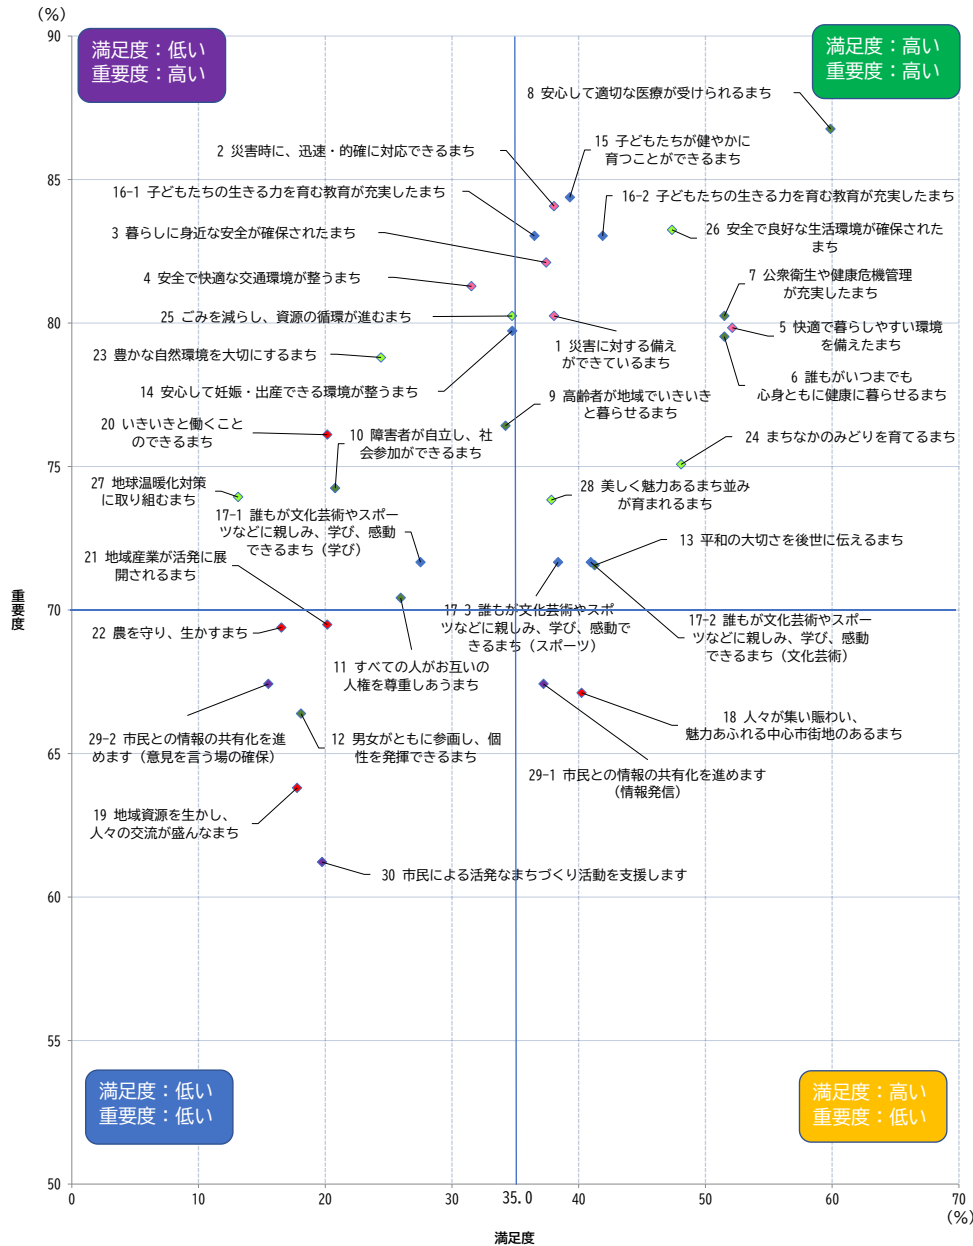 (%)
90
満足度：低い
重要度：高い
満足度：高い
重要度：高い
8 安心して適切な医療が受けられるまち
15 子どもたちが健やかに
育つことができるまち
2 災害時に、迅速・的確に対応できるまち
85
16-1 子どもたちの生きる力を育む教育が充実したまち
16-2 子どもたちの生きる力を育む教育が充実したまち
3 暮らしに身近な安全が確保されたまち
26 安全で良好な生活環境が確保された
まち
4 安全で快適な交通環境が整うまち
7 公衆衛生や健康危機管理
が充実したまち
25 ごみを減らし、資源の循環が進むまち
80
5 快適で暮らしやすい環境
を備えたまち
1 災害に対する備え
ができているまち
23 豊かな自然環境を大切にするまち
6 誰もがいつまでも
心身ともに健康に暮らせるまち
14 安心して妊娠・出産できる環境が整うまち
9 高齢者が地域でいきいき
と暮らせるまち
20 いきいきと働くこと
のできるまち
10 障害者が自立し、社
会参加ができるまち
24 まちなかのみどりを育てるまち
75
27 地球温暖化対策
に取り組むまち
28 美しく魅力あるまち並み
が育まれるまち
17-1 誰もが文化芸術やスポー
ツなどに親しみ、学び、感動
できるまち（学び）
13 平和の大切さを後世に伝えるまち
21 地域産業が活発に展
開されるまち
重要度
70
17-3 誰もが文化芸術やスポ
ツなどに親しみ、学び、感動で
きるまち（スポーツ）
17-2 誰もが文化芸術やスポー
ツなどに親しみ、学び、感動
できるまち（文化芸術）
22 農を守り、生かすまち
11 すべての人がお互いの
人権を尊重しあうまち
18 人々が集い賑わい、
魅力あふれる中心市街地のあるまち
29-2 市民との情報の共有化を進
めます（意見を言う場の確保）
12 男女がともに参画し、個
性を発揮できるまち
65
29-1 市民との情報の共有化を進めます
（情報発信）
19 地域資源を生かし、
人々の交流が盛んなまち
30 市民による活発なまちづくり活動を支援します
60
55
満足度：低い
重要度：低い
満足度：高い
重要度：低い
50
0 10 20 30 35.0 40 50 60 70
(%)
満足度